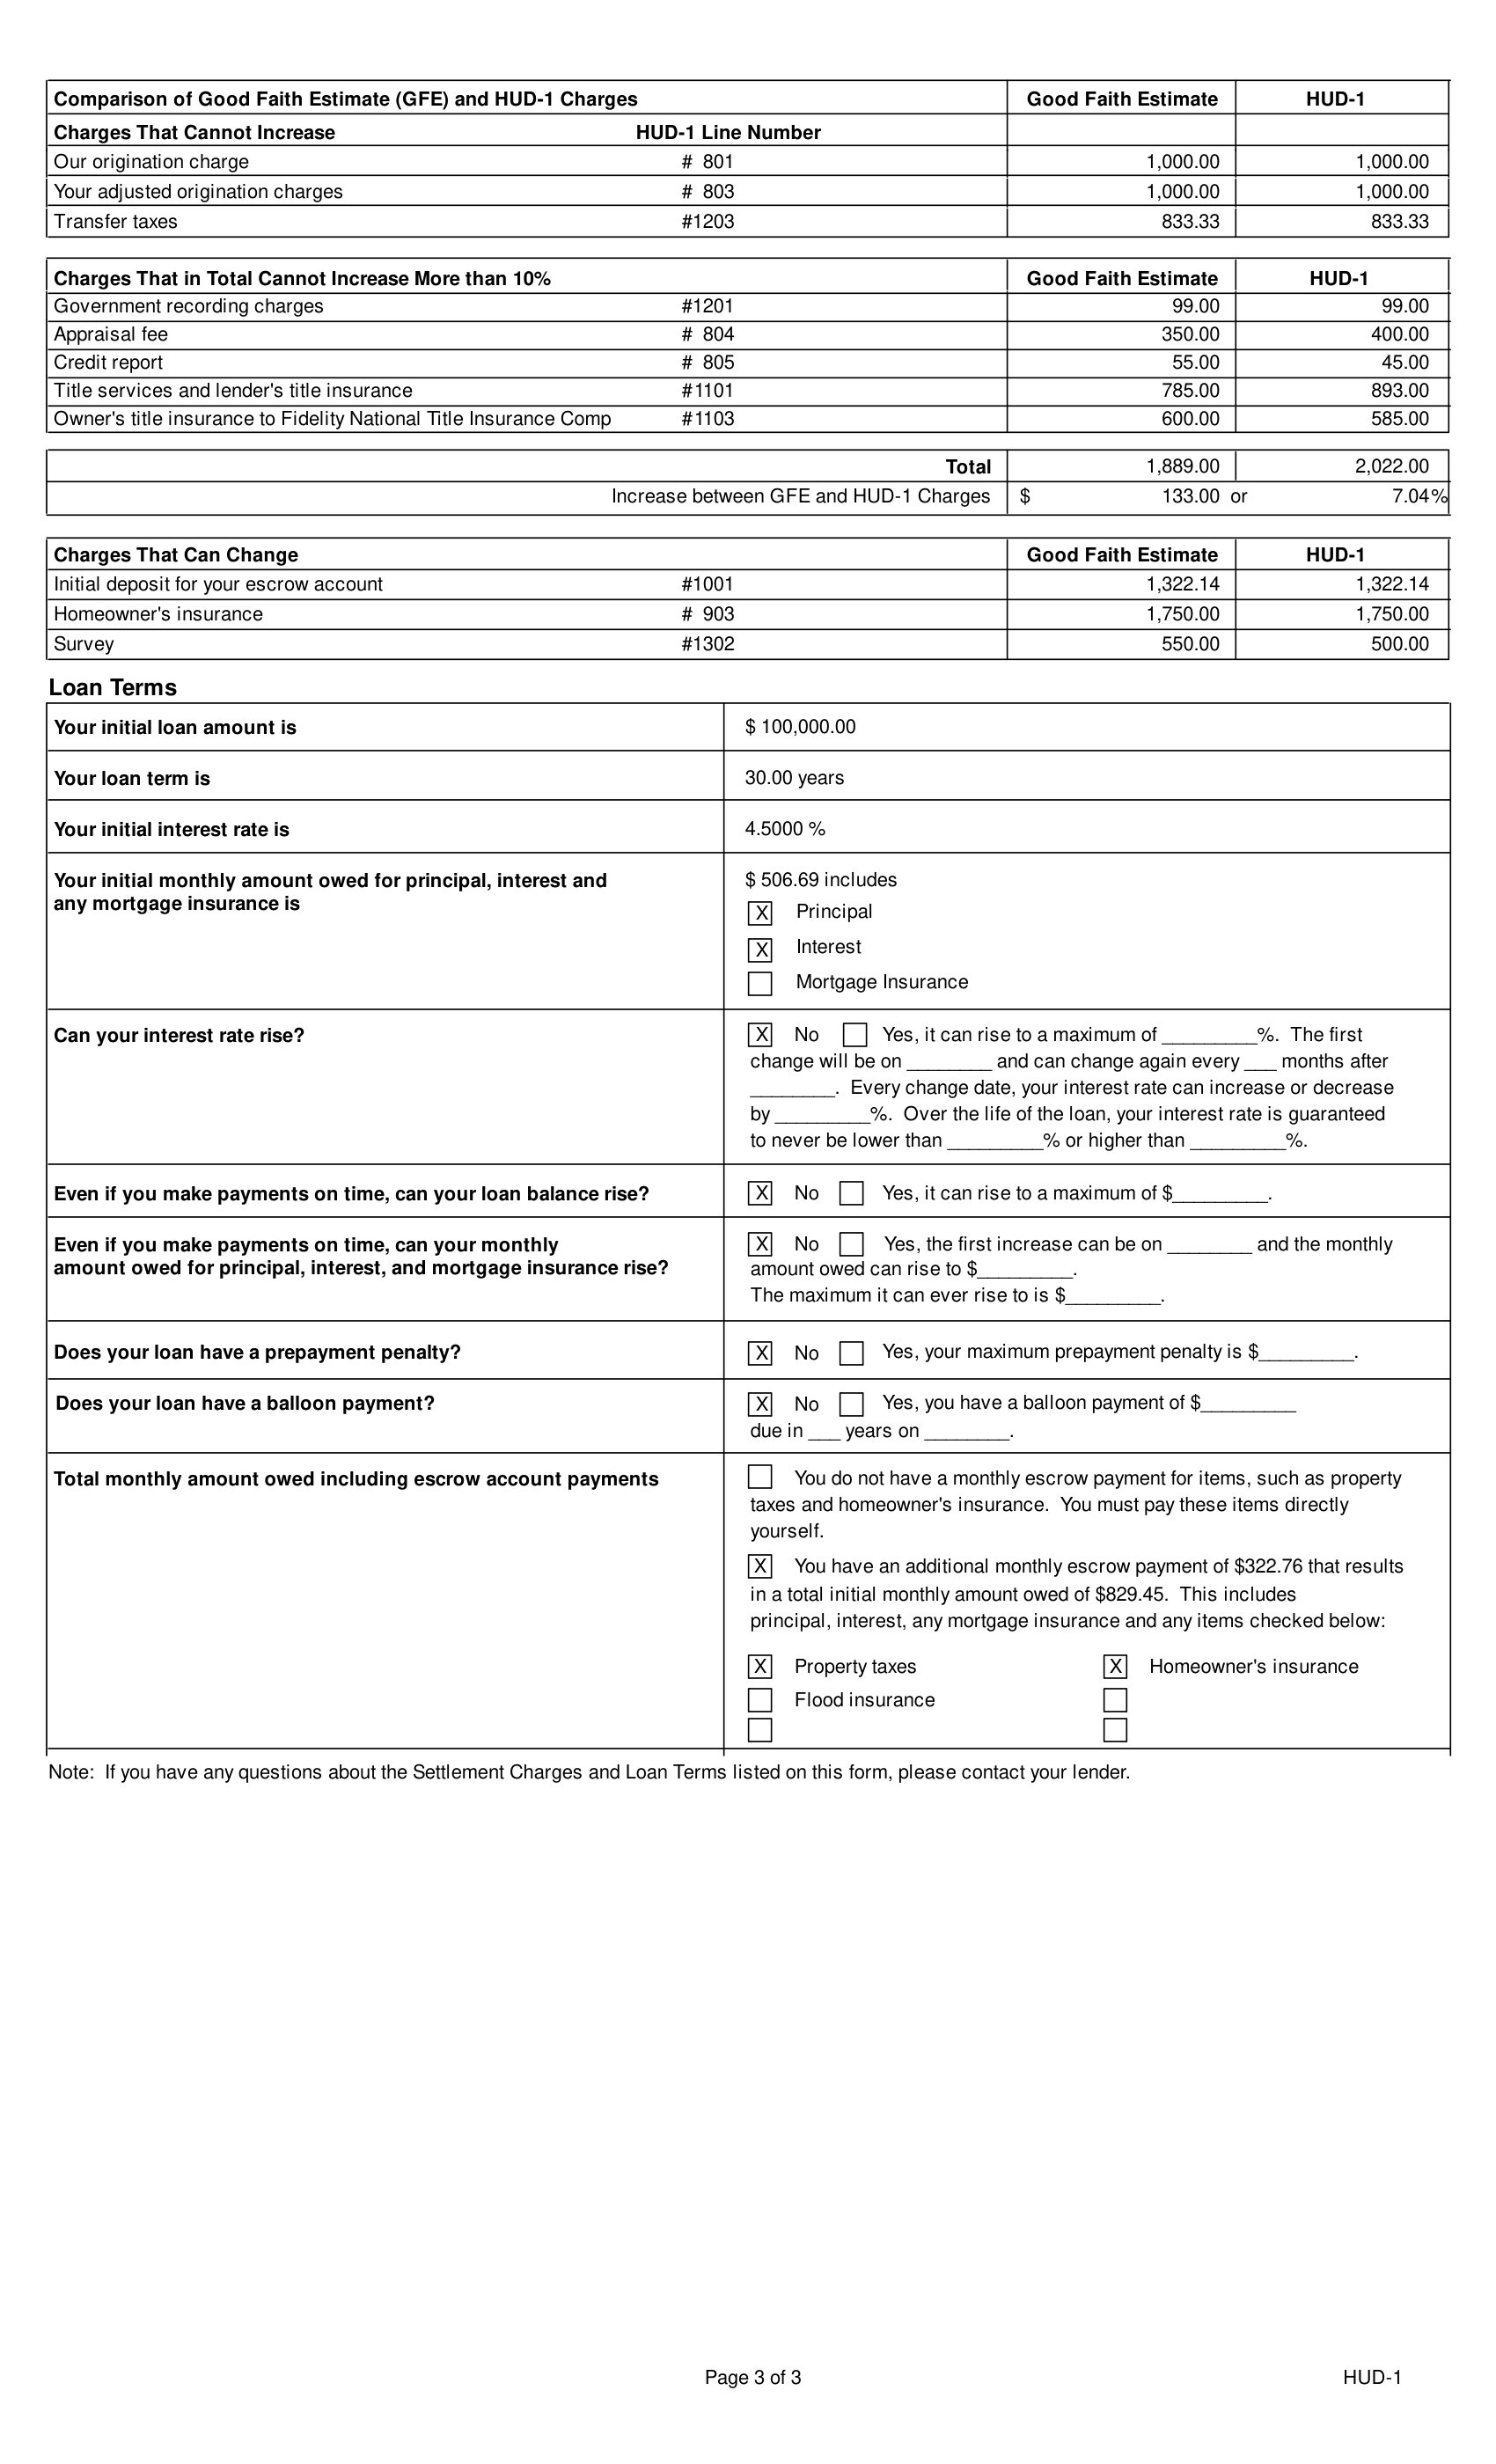 Comparison of Good Faith Estimate (GFE) and HUD-1 Charges Good Faith Estimate HUD-1
Charges That Cannot Increase HUD-1 Line Number
Our origination charge # 801 1,000.00 1,000.00
Your adjusted origination charges # 803 1,000.00 1,000.00
Transfer taxes #1203 833.33 833.33
Charges That in Total Cannot Increase More than 10% Good Faith Estimate HUD-1
Government recording charges #1201 99.00 99.00
Appraisal fee # 804 350.00 400.00
Credit report # 805 55.00 45.00
Title services and lender's title insurance #1101 785.00 893.00
Owner's title insurance to Fidelity National Title Insurance Comp #1103 600.00 585.00
Total 1,889.00 2,022.00
Increase between GFE and HUD-1 Charges $ 133.00 or 7.04%
Charges That Can Change Good Faith Estimate HUD-1
Initial deposit for your escrow account #1001 1,322.14 1,322.14
Homeowner's insurance # 903 1,750.00 1,750.00
Survey #1302 550.00 500.00
Loan Terms
Your initial loan amount is $ 100,000.00
Your loan term is 30.00 years
Your initial interest rate is 4.5000 %
Your initial monthly amount owed for principal, interest and $ 506.69 includes
any mortgage insurance is
X Principal
X Interest
Mortgage Insurance
Can your interest rate rise? X No Yes, it can rise to a maximum of _________%. The first
change will be on ________ and can change again every ___ months after
________. Every change date, your interest rate can increase or decrease
by _________%. Over the life of the loan, your interest rate is guaranteed
to never be lower than _________% or higher than _________%.
Even if you make payments on time, can your loan balance rise? X No Yes, it can rise to a maximum of $_________.
Even if you make payments on time, can your monthly X No Yes, the first increase can be on ________ and the monthly
amount owed for principal, interest, and mortgage insurance rise? amount owed can rise to $_________.
The maximum it can ever rise to is $_________.
Does your loan have a prepayment penalty? X No Yes, your maximum prepayment penalty is $_________.
Does your loan have a balloon payment? X No Yes, you have a balloon payment of $_________
due in ___ years on ________.
Total monthly amount owed including escrow account payments You do not have a monthly escrow payment for items, such as property
taxes and homeowner's insurance. You must pay these items directly
yourself.
X You have an additional monthly escrow payment of $322.76 that results
in a total initial monthly amount owed of $829.45. This includes
principal, interest, any mortgage insurance and any items checked below:
X Property taxes X Homeowner's insurance
Flood insurance
Note: If you have any questions about the Settlement Charges and Loan Terms listed on this form, please contact your lender.
Page 3 of 3 HUD-1